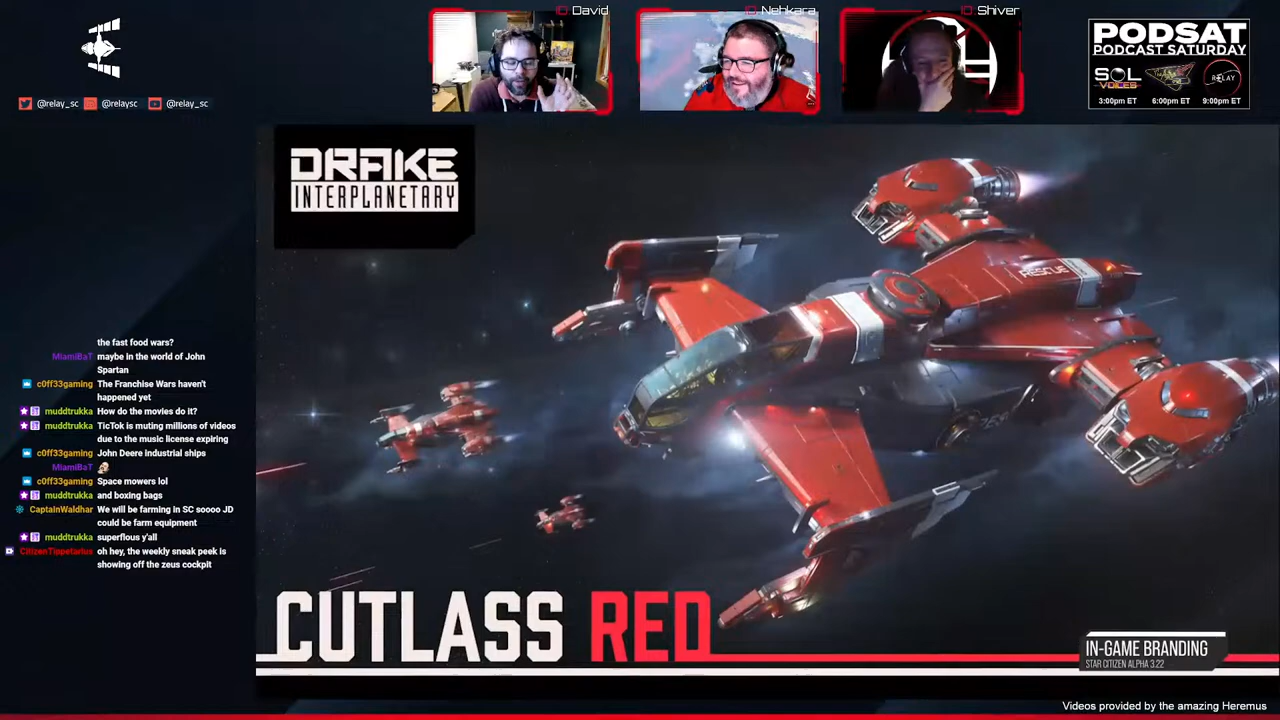 David
Nehkara
Shiver
PODSAT
PODCAST SATURDAY
SOL
VOICES
RELAY
3:00pm ET
6:00pm ET
9:00pm ET
@relay_sc
@relaysc
@relay_sc
DRAKE
INTERPLANETARY
RESCUE
the fast food wars?
MiamiBaT maybe in the world of John
Spartan
c0ff33gaming The Franchise Wars haven't
happened yet
muddtrukka How do the movies do it?
muddtrukka TicTok is muting millions of videos
due to the music license expiring
c0ff33gaming John Deere industrial ships
MiamiBaT
c0ff33gaming Space mowers lol
muddtrukka and boxing bags
CaptainWaldhar We will be farming in SC soooo JD
could be farm equipment
muddtrukka superflous y'all
CitizenTippetarius oh hey, the weekly sneak peek is
showing off the zeus cockpit
CUTLASS RED
IN-GAME BRANDING
STAR CITIZEN ALPHA 3.22
Videos provided by the amazing Heremus